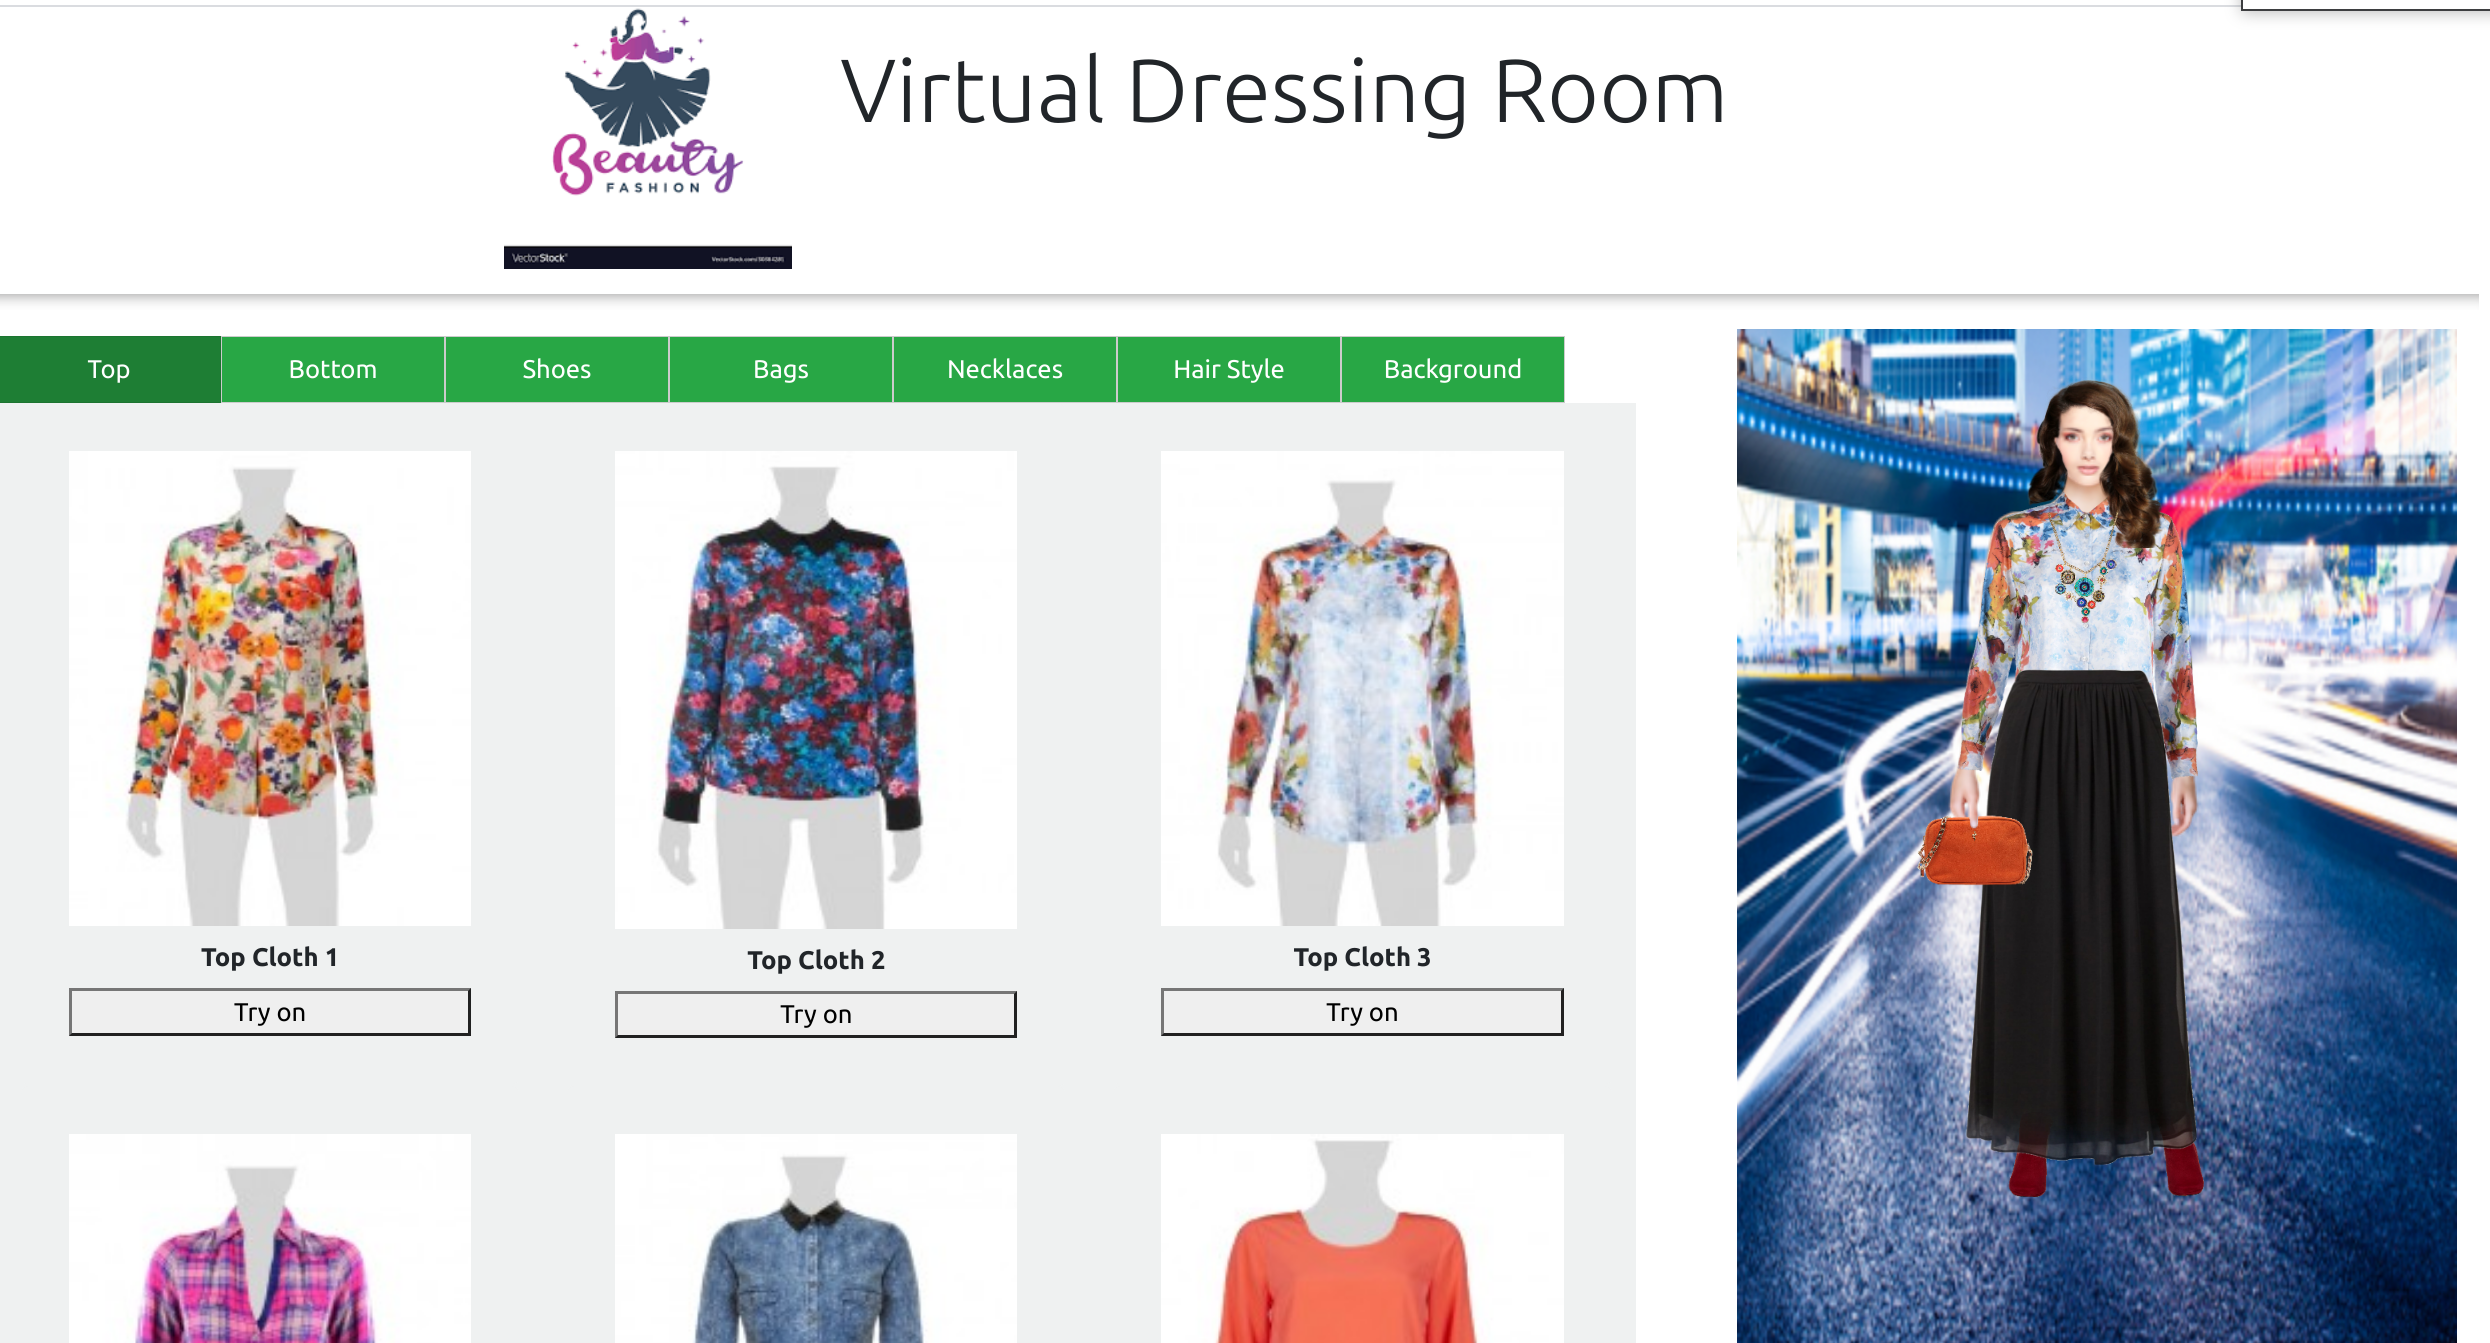 Virtual Dressing Room
Beauty
FASHION
VectorStock®
Top
Bottom
Shoes
Bags
Necklaces
Hair Style
Background
Top Cloth 1
Try on
Top Cloth 2
Try on
Top Cloth 3
Try on